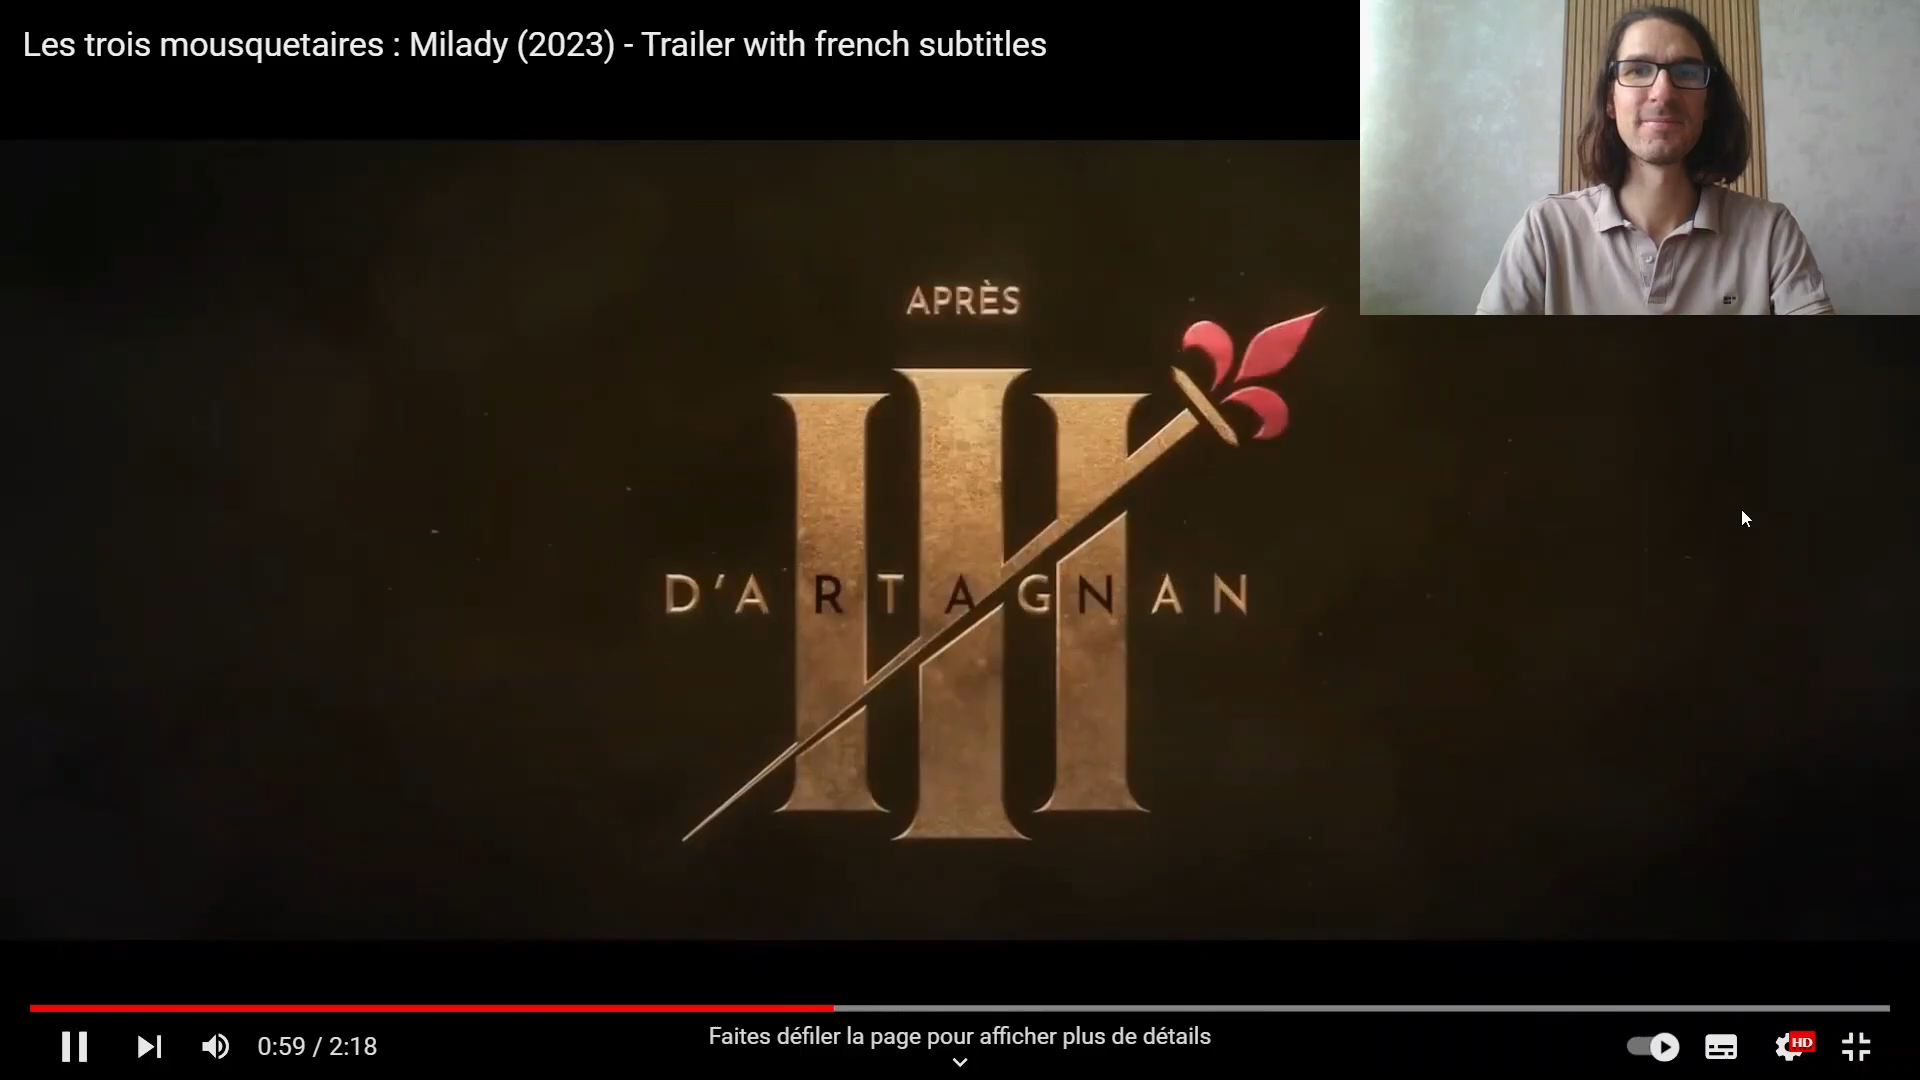 Les trois mousquetaires : Milady (2023) - Trailer with french subtitles
APRÈS
III
D'ARTAGNAN
0:59 / 2:18
Faites défiler la page pour afficher plus de détails
HD